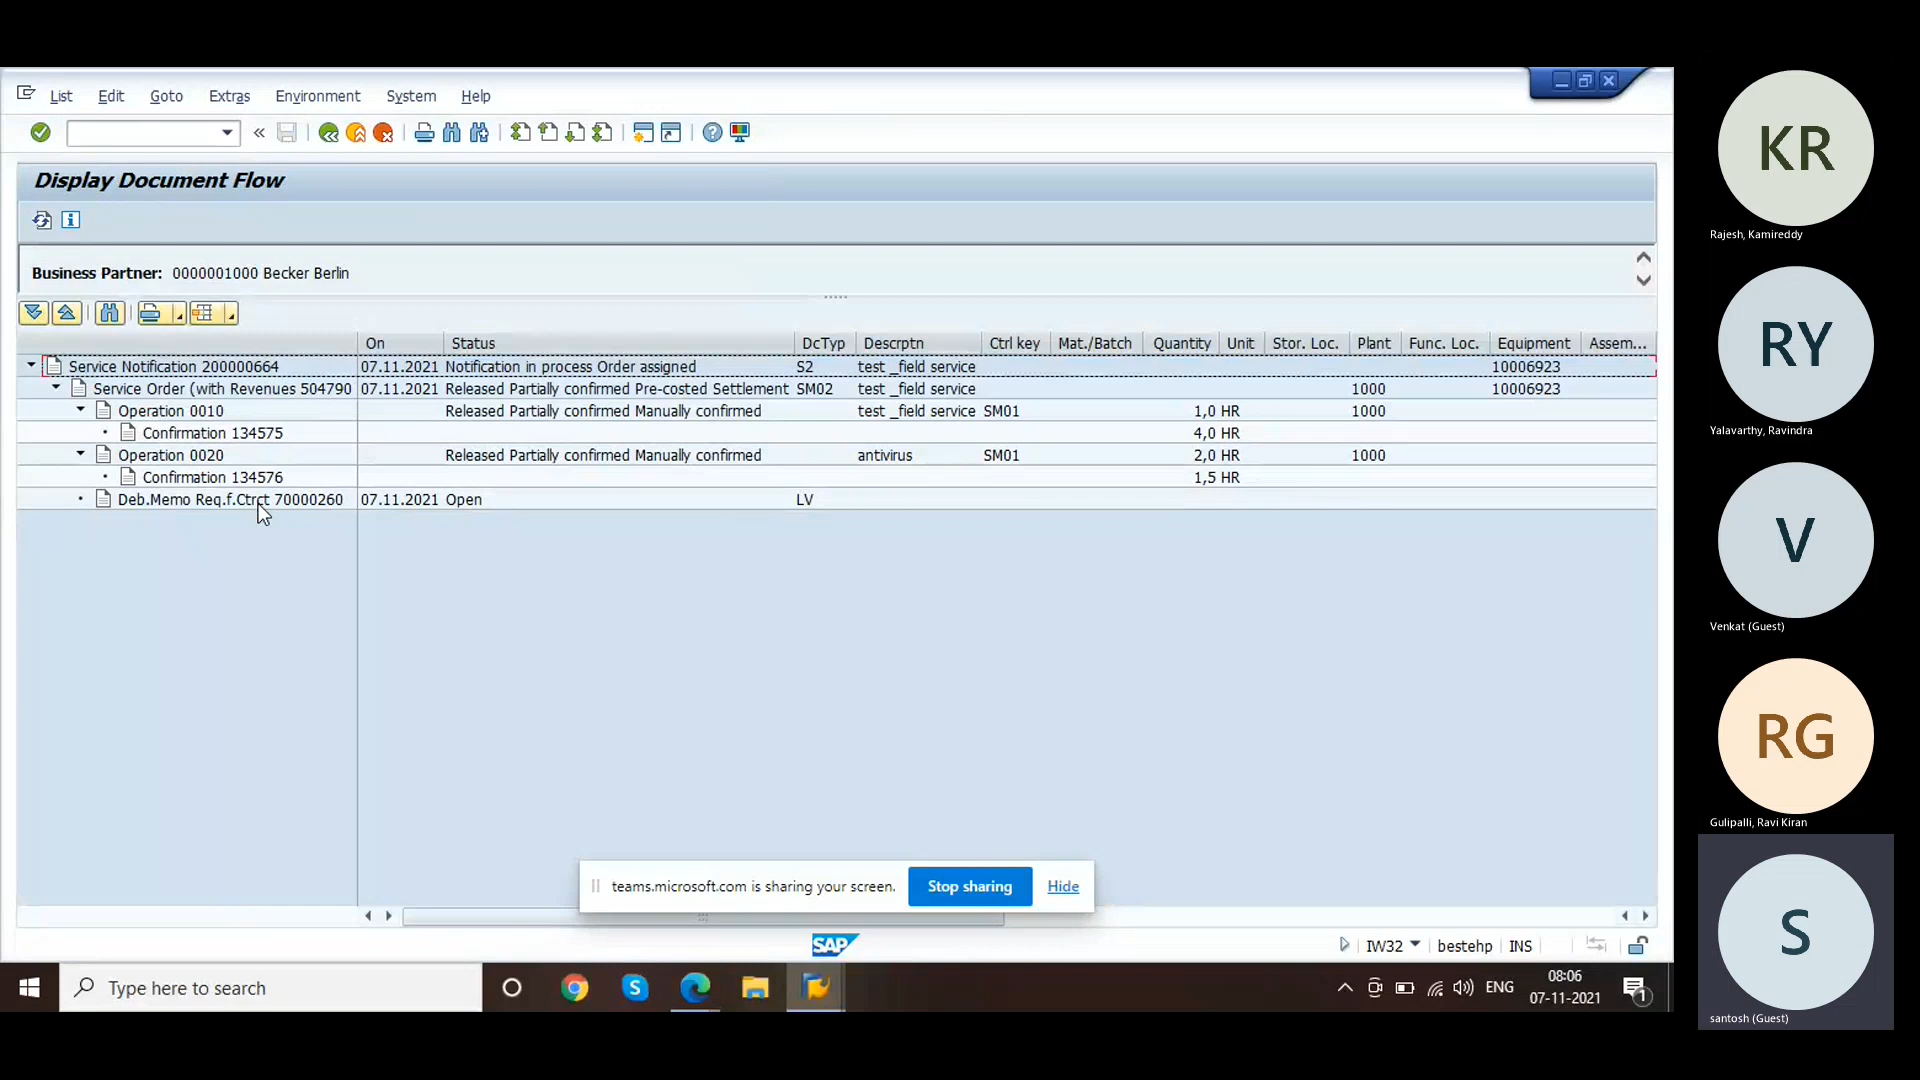 List Edit Goto Extras Environment System Help
Display Document Flow
Business Partner: 0000001000 Becker Berlin
On Status DcTyp Descrptn Ctrl key Mat./Batch Quantity Unit Stor. Loc. Plant Func. Loc. Equipment Assem...
Service Notification 200000664 07.11.2021 Notification in process Order assigned S2 test _field service 10006923
Service Order (with Revenues 504790 07.11.2021 Released Partially confirmed Pre-costed Settlement SM02 test _field service 1000 10006923
Operation 0010 Released Partially confirmed Manually confirmed test _field service SM01 1,0 HR 1000
Confirmation 134575 4,0 HR
Operation 0020 Released Partially confirmed Manually confirmed antivirus SM01 2,0 HR 1000
Confirmation 134576 1,5 HR
Deb.Memo Req.f.Ctrct 70000260 07.11.2021 Open LV
teams.microsoft.com is sharing your screen. Stop sharing Hide
SAP IW32 bestehp INS
Type here to search ENG 08:06
07-11-2021
1
KR
Rajesh, Kamireddy
RY
Yalavarthy, Ravindra
V
Venkat (Guest)
RG
Gulipalli, Ravi Kiran
S
santosh (Guest)